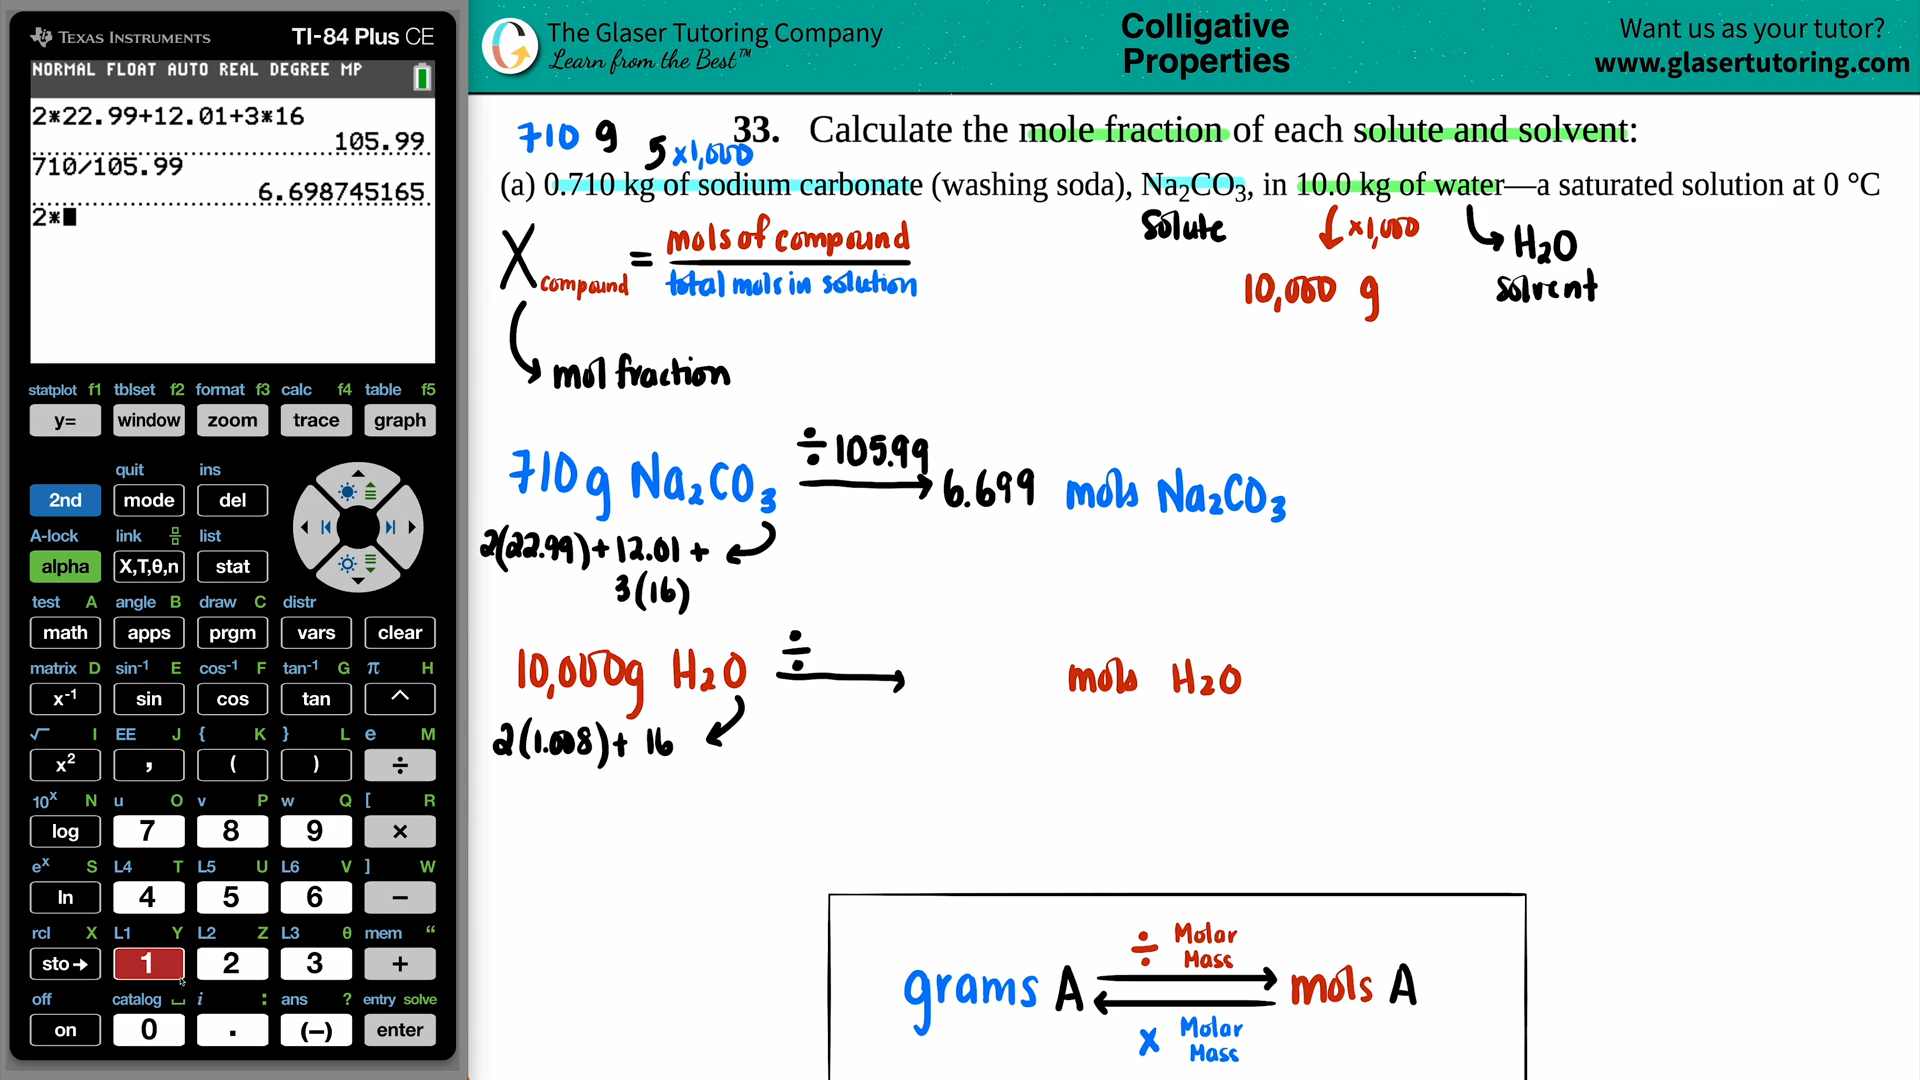 TEXAS INSTRUMENTS TI-84 Plus CE
NORMAL FLOAT AUTO REAL DEGREE MP
2*22.99+12.01+3*16
105.99
710/105.99
6.698745165
2*
statplot f1 tblset f2 format f3 calc f4 table f5
y= window zoom trace graph
quit ins
2nd mode del
A-lock link list
alpha X,T,θ,n stat
test A angle B draw C distr
math apps prgm vars clear
matrix D sin⁻¹ E cos⁻¹ F tan⁻¹ G π H
x⁻¹ sin cos tan ^
√ I EE J { K } L e M
x² , ( ) ÷
10ˣ N u O v P w Q [ R
log 7 8 9 ×
eˣ S L4 T L5 U L6 V ] W
ln 4 5 6 −
rcl X L1 Y L2 Z L3 θ mem “
sto→ 1 2 3 +
off catalog ⎵ i : ans ? entry solve
on 0 . (−) enter
The Glaser Tutoring Company
Learn from the Best™
Colligative
Properties
Want us as your tutor?
www.glasertutoring.com
710 g
33. Calculate the mole fraction of each solute and solvent:
×1,000
(a) 0.710 kg of sodium carbonate (washing soda), Na₂CO₃, in 10.0 kg of water—a saturated solution at 0 °C
solute
×1,000
H₂O
solvent
10,000 g
X compound = mols of compound
total mols in solution
mol fraction
710g Na₂CO₃ ÷ 105.99 → 6.699 mols Na₂CO₃
2(22.99) + 12.01 +
3(16)
10,000g H₂O ÷ → mols H₂O
2(1.008) + 16
÷ Molar
Mass
grams A mols A
x Molar
Mass